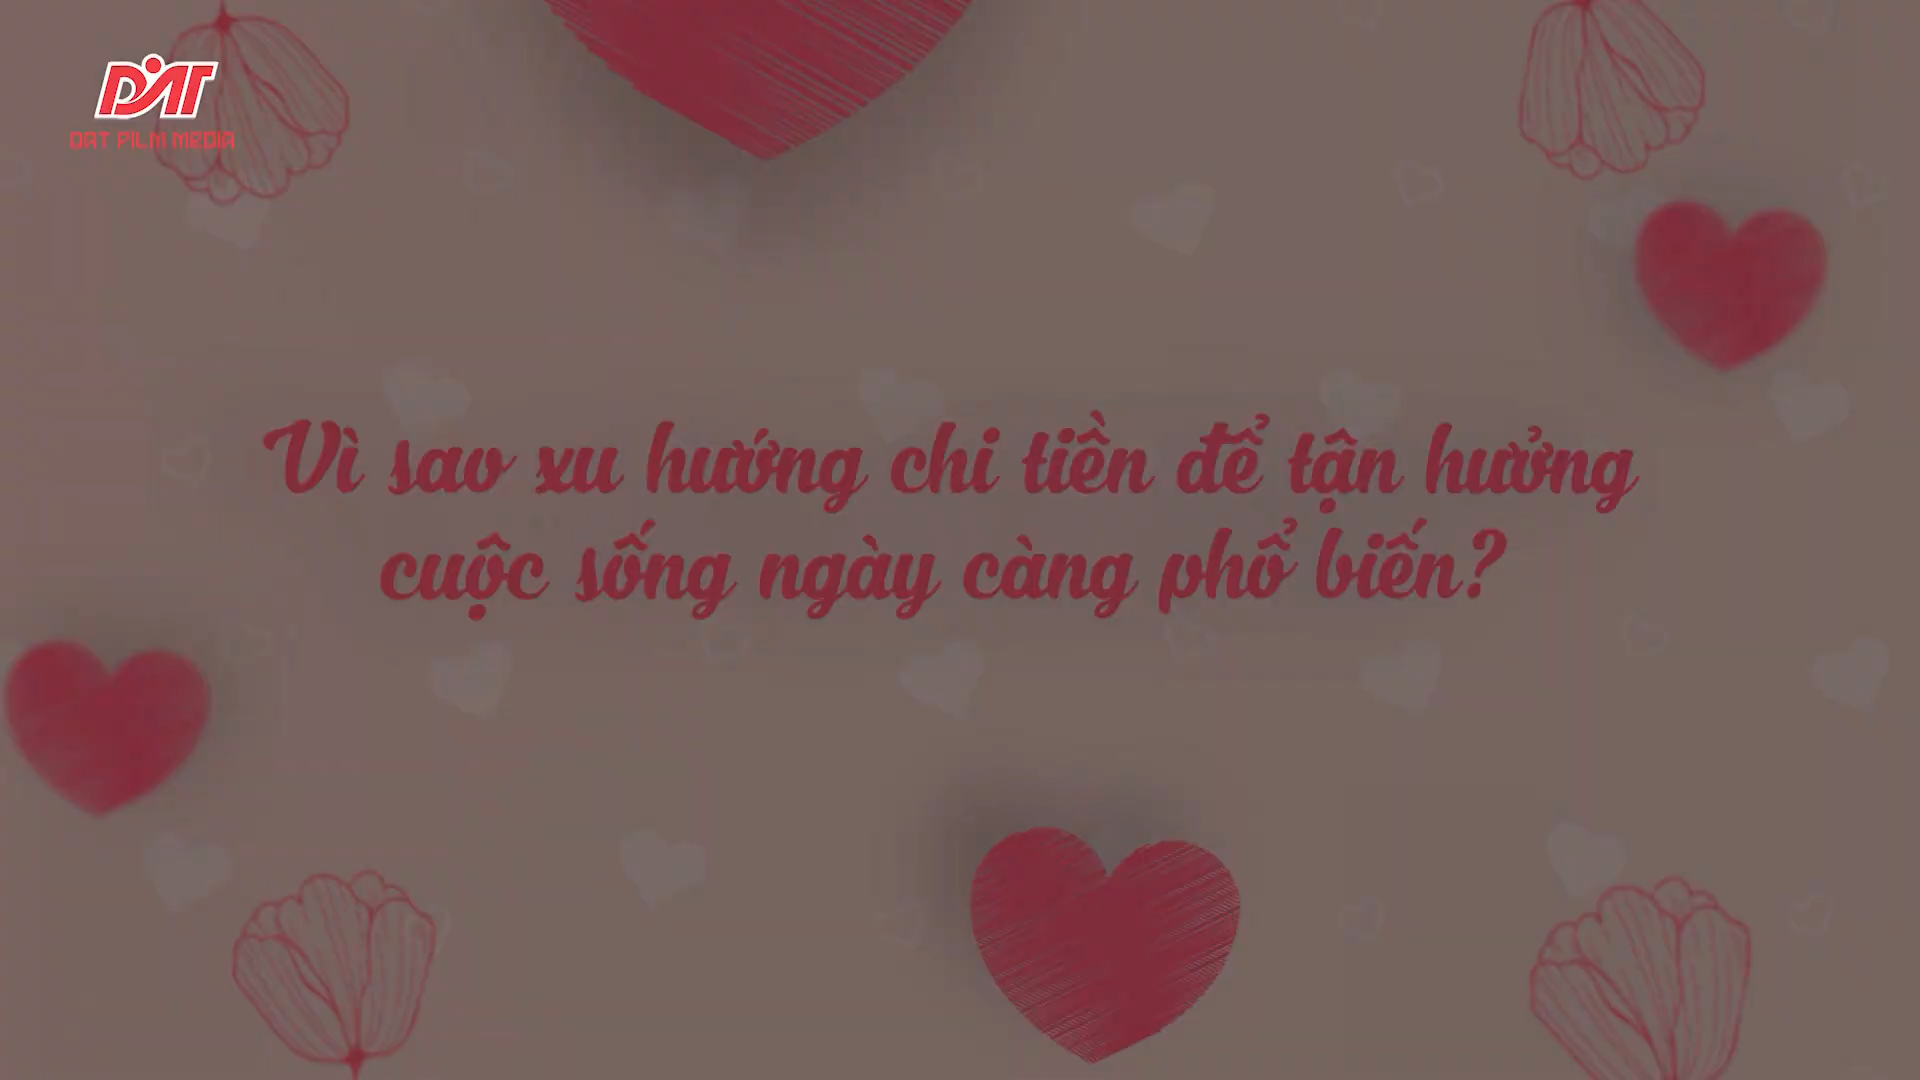 DAT
DAT FILM MEDIA
Vì sao xu hướng chi tiền để tận hưởng
cuộc sống ngày càng phổ biến?